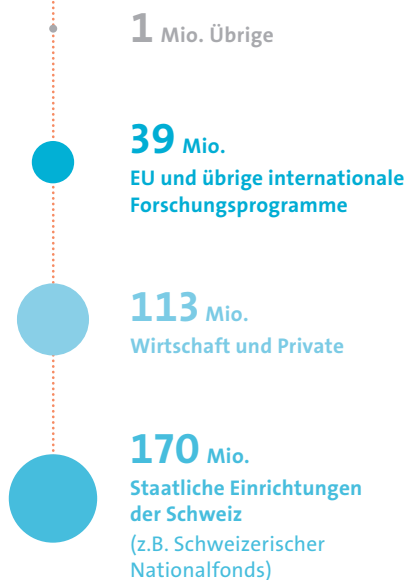 1 Mio. Übrige
39 Mio.
EU und übrige internationale
Forschungsprogramme
113 Mio.
Wirtschaft und Private
170 Mio.
Staatliche Einrichtungen
der Schweiz
(z.B. Schweizerischer
Nationalfonds)